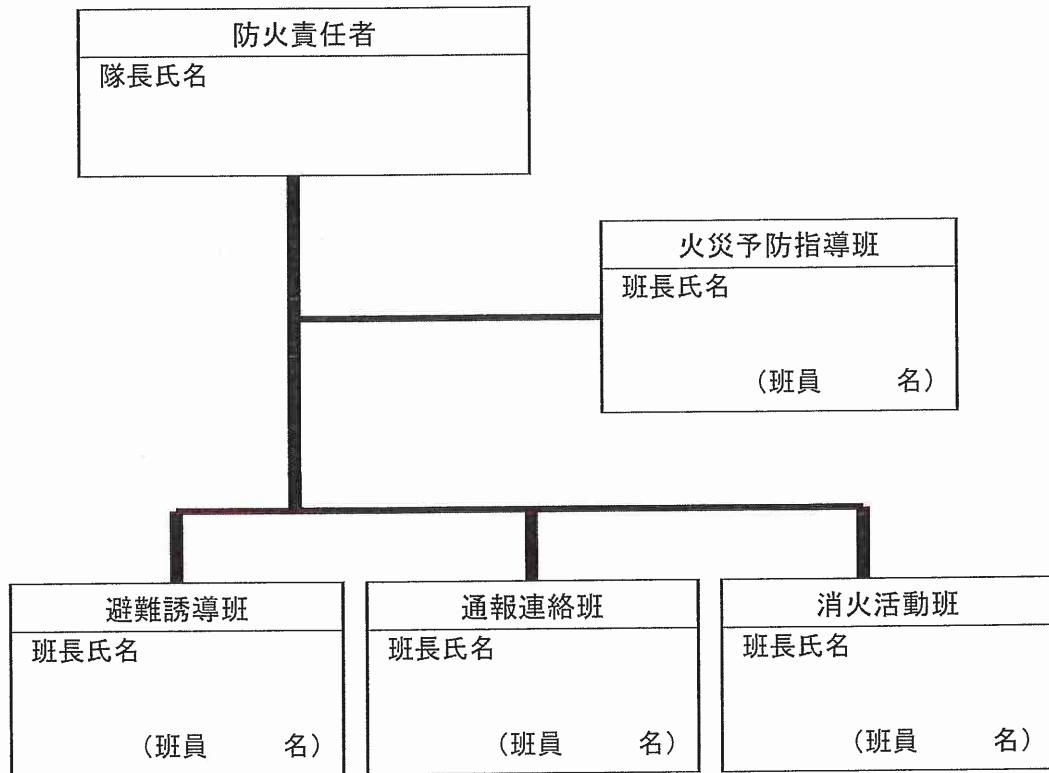 防火責任者
隊長氏名
火災予防指導班
班長氏名
（班員　　　名）
避難誘導班
班長氏名
（班員　　　名）
通報連絡班
班長氏名
（班員　　　名）
消火活動班
班長氏名
（班員　　　名）